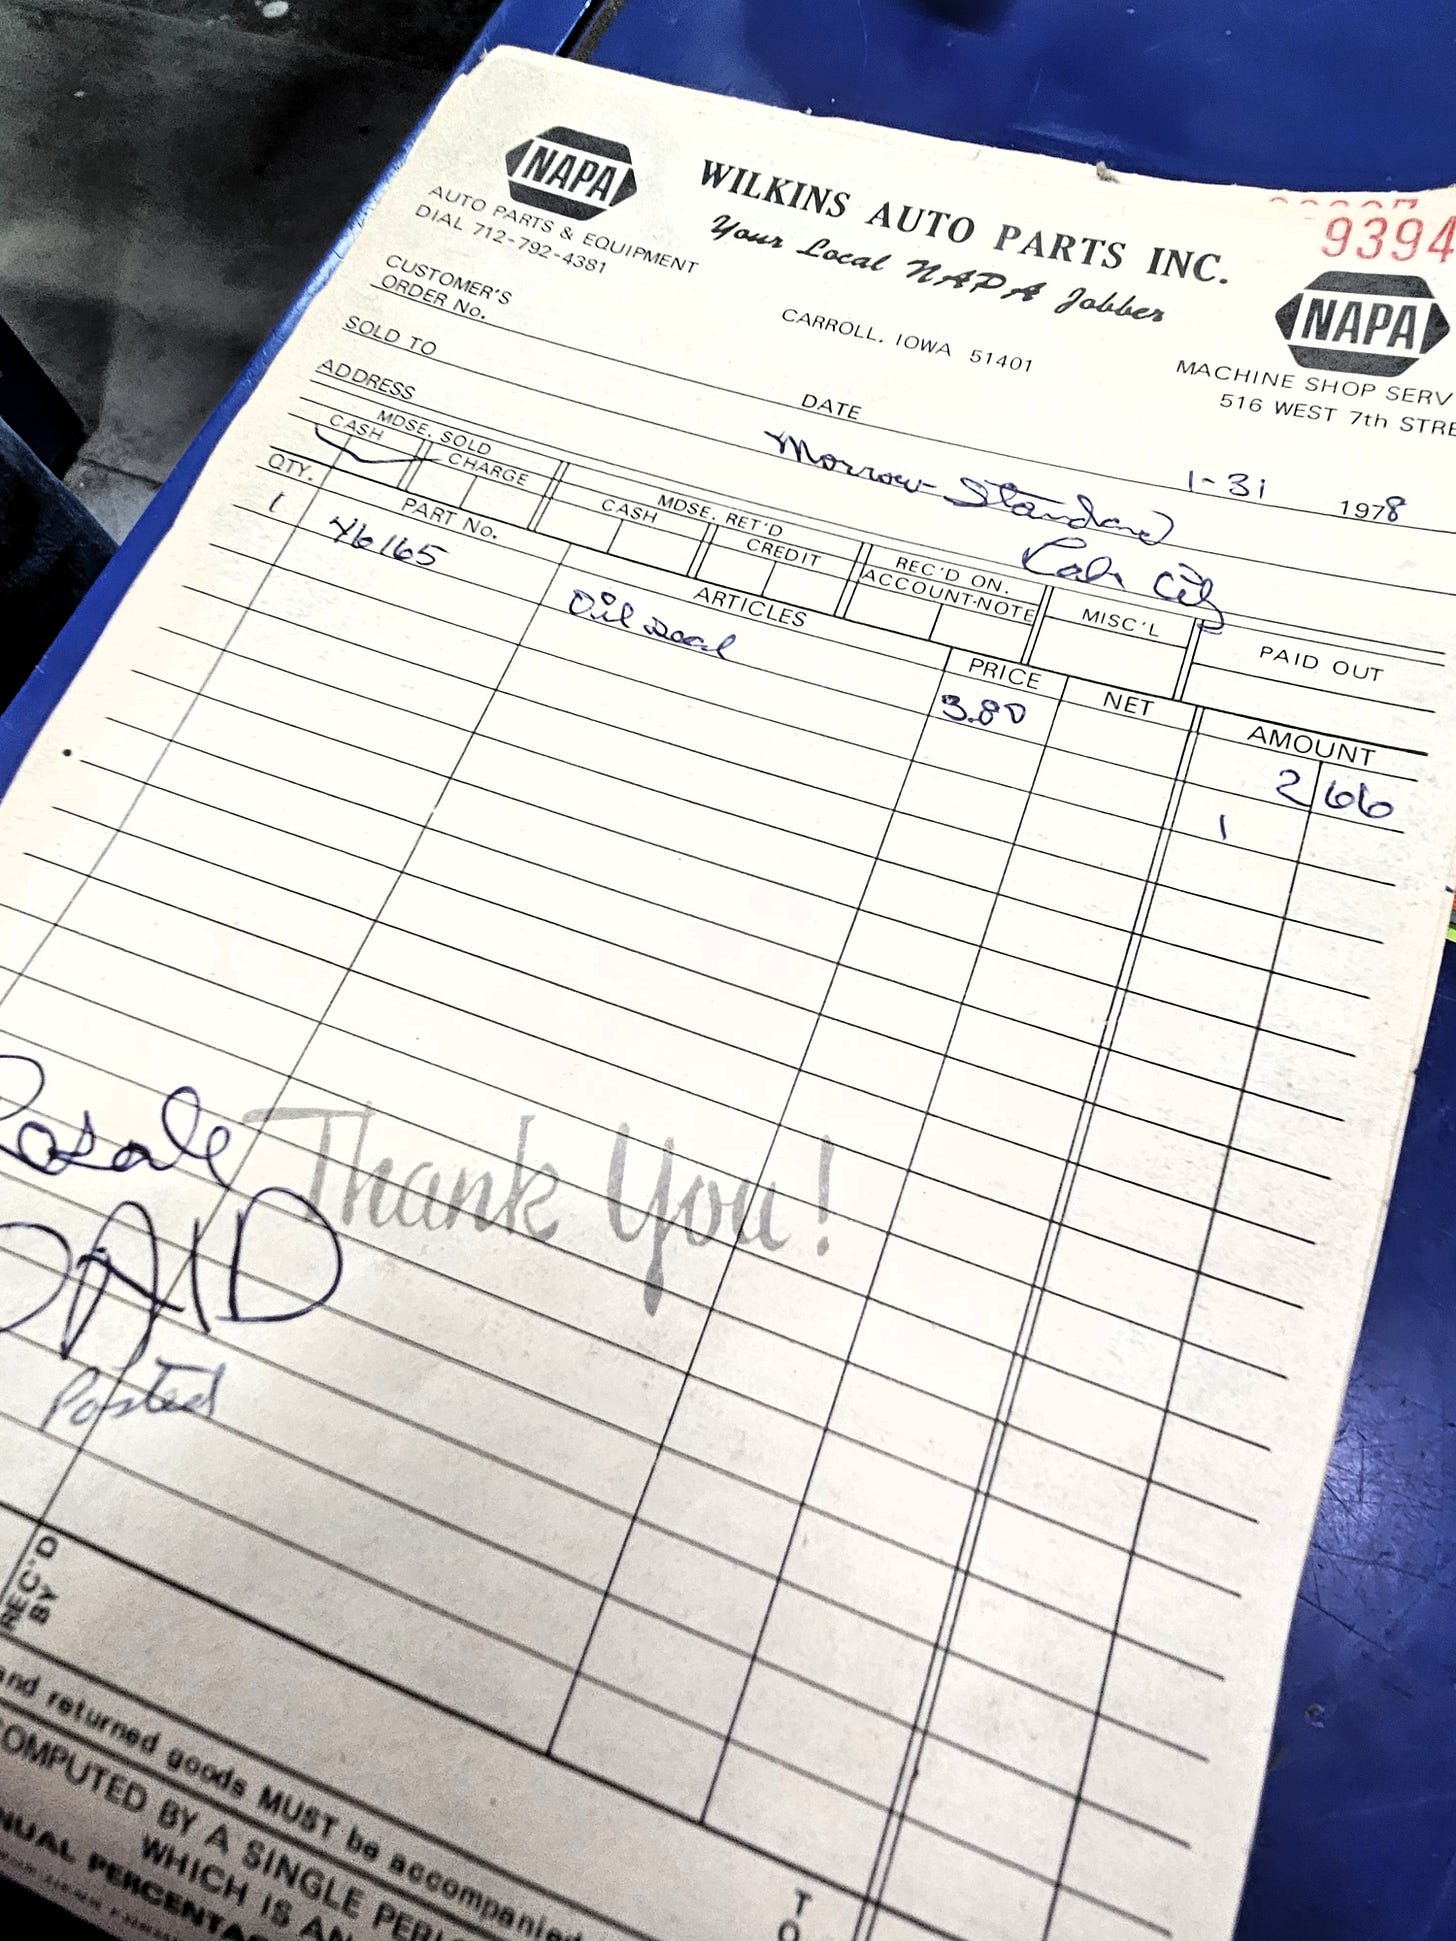 NAPA
WILKINS AUTO PARTS INC.
Your Local NAPA Jobber
9394
AUTO PARTS & EQUIPMENT
DIAL 712-792-4381
CARROLL, IOWA 51401
NAPA
MACHINE SHOP SERV
516 WEST 7th STRE
CUSTOMER'S
ORDER No.
DATE 1-31 1978
SOLD TO Morrow Standard
ADDRESS City
MDSE. SOLD MDSE. RET'D REC'D ON. MISC'L PAID OUT
CASH CHARGE CASH CREDIT ACCOUNT-NOTE
QTY. PART No. ARTICLES PRICE NET AMOUNT
1 46165 Oil seal 3.80 2 66
1
Thank You!
PAID
Posted
REC'D
BY
TO
nd returned goods MUST be accompanied
COMPUTED BY A SINGLE PERI
WHICH IS AN
NUAL PERCENTA